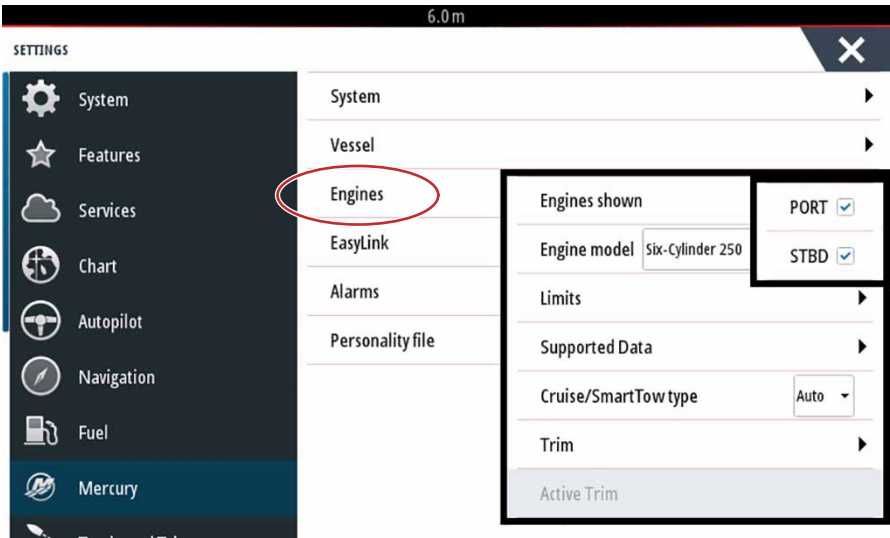 6.0 m
SETTINGS
System
Features
Services
Chart
Autopilot
Navigation
Fuel
Mercury
System
Vessel
Engines
EasyLink
Alarms
Personality file
Engines shown
PORT
Engine model Six-Cylinder 250
STBD
Limits
Supported Data
Cruise/SmartTow type Auto
Trim
Active Trim